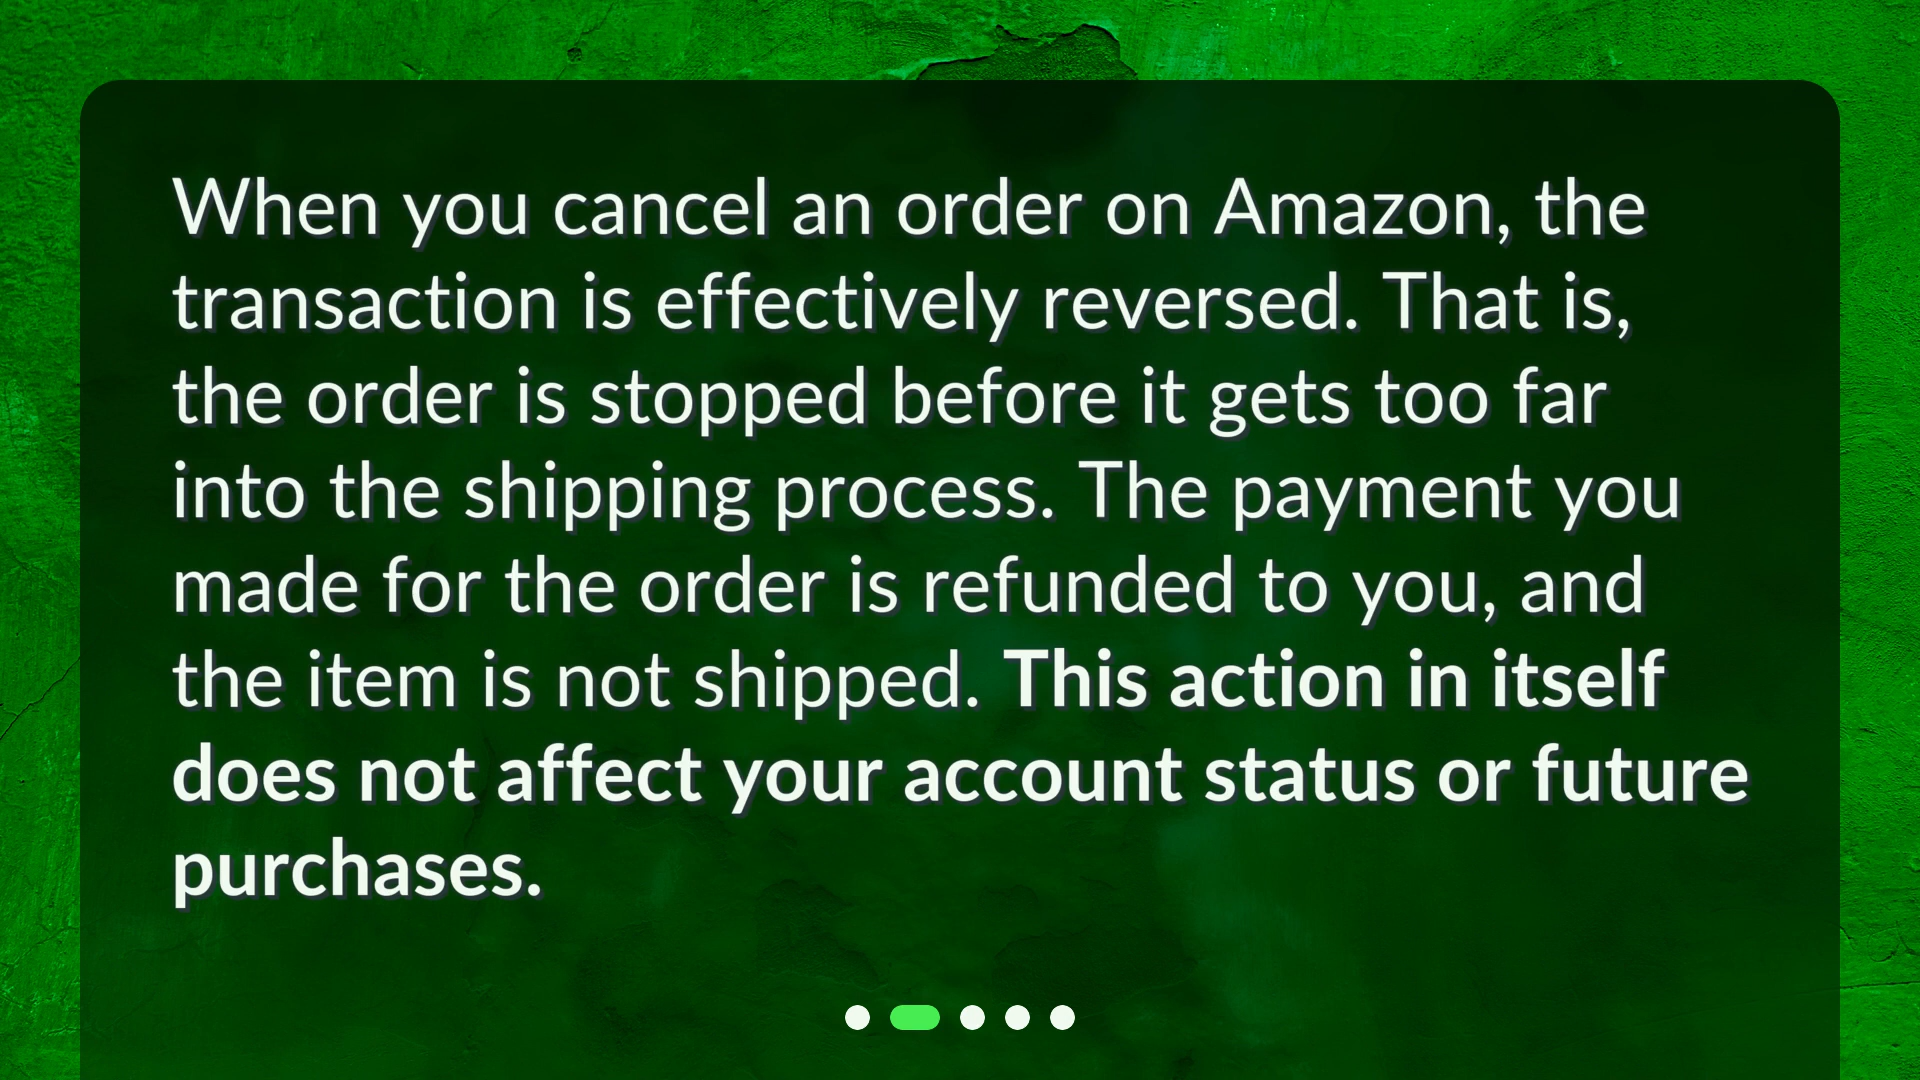 When you cancel an order on Amazon, the
transaction is effectively reversed. That is,
the order is stopped before it gets too far
into the shipping process. The payment you
made for the order is refunded to you, and
the item is not shipped. This action in itself
does not affect your account status or future
purchases.